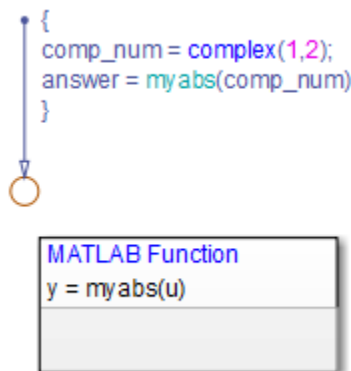 {
comp_num = complex(1,2);
answer = myabs(comp_num)
}
MATLAB Function
y = myabs(u)